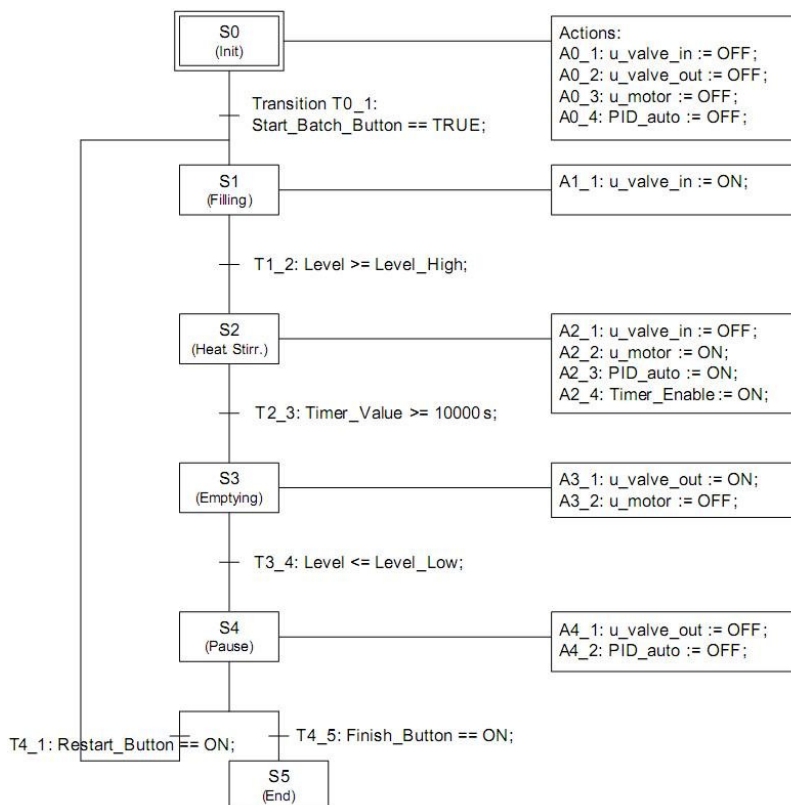 S0
(Init)
Actions:
A0_1: u_valve_in := OFF;
A0_2: u_valve_out := OFF;
A0_3: u_motor := OFF;
A0_4: PID_auto := OFF;
Transition T0_1:
Start_Batch_Button == TRUE;
S1
(Filling)
A1_1: u_valve_in := ON;
T1_2: Level >= Level_High;
S2
(Heat Stirr.)
A2_1: u_valve_in := OFF;
A2_2: u_motor := ON;
A2_3: PID_auto := ON;
A2_4: Timer_Enable := ON;
T2_3: Timer_Value >= 10000 s;
S3
(Emptying)
A3_1: u_valve_out := ON;
A3_2: u_motor := OFF;
T3_4: Level <= Level_Low;
S4
(Pause)
A4_1: u_valve_out := OFF;
A4_2: PID_auto := OFF;
T4_1: Restart_Button == ON;
T4_5: Finish_Button == ON;
S5
(End)